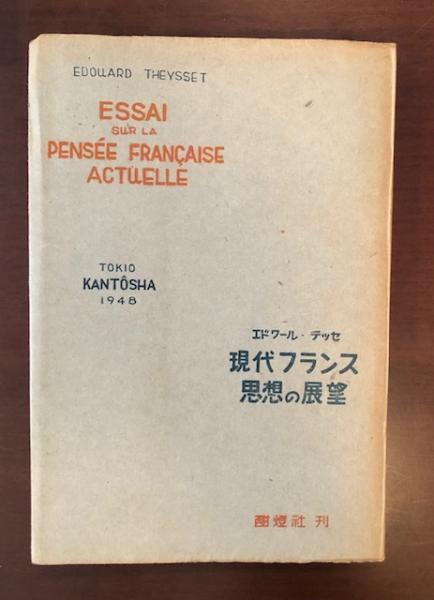 EDOUARD THEYSSET
ESSAI
SUR LA
PENSÉE FRANÇAISE
ACTUELLE
TOKIO
KANTÔSHA
1948
エドワール・テッセ
現代フランス
思想の展望
酣燈社刊